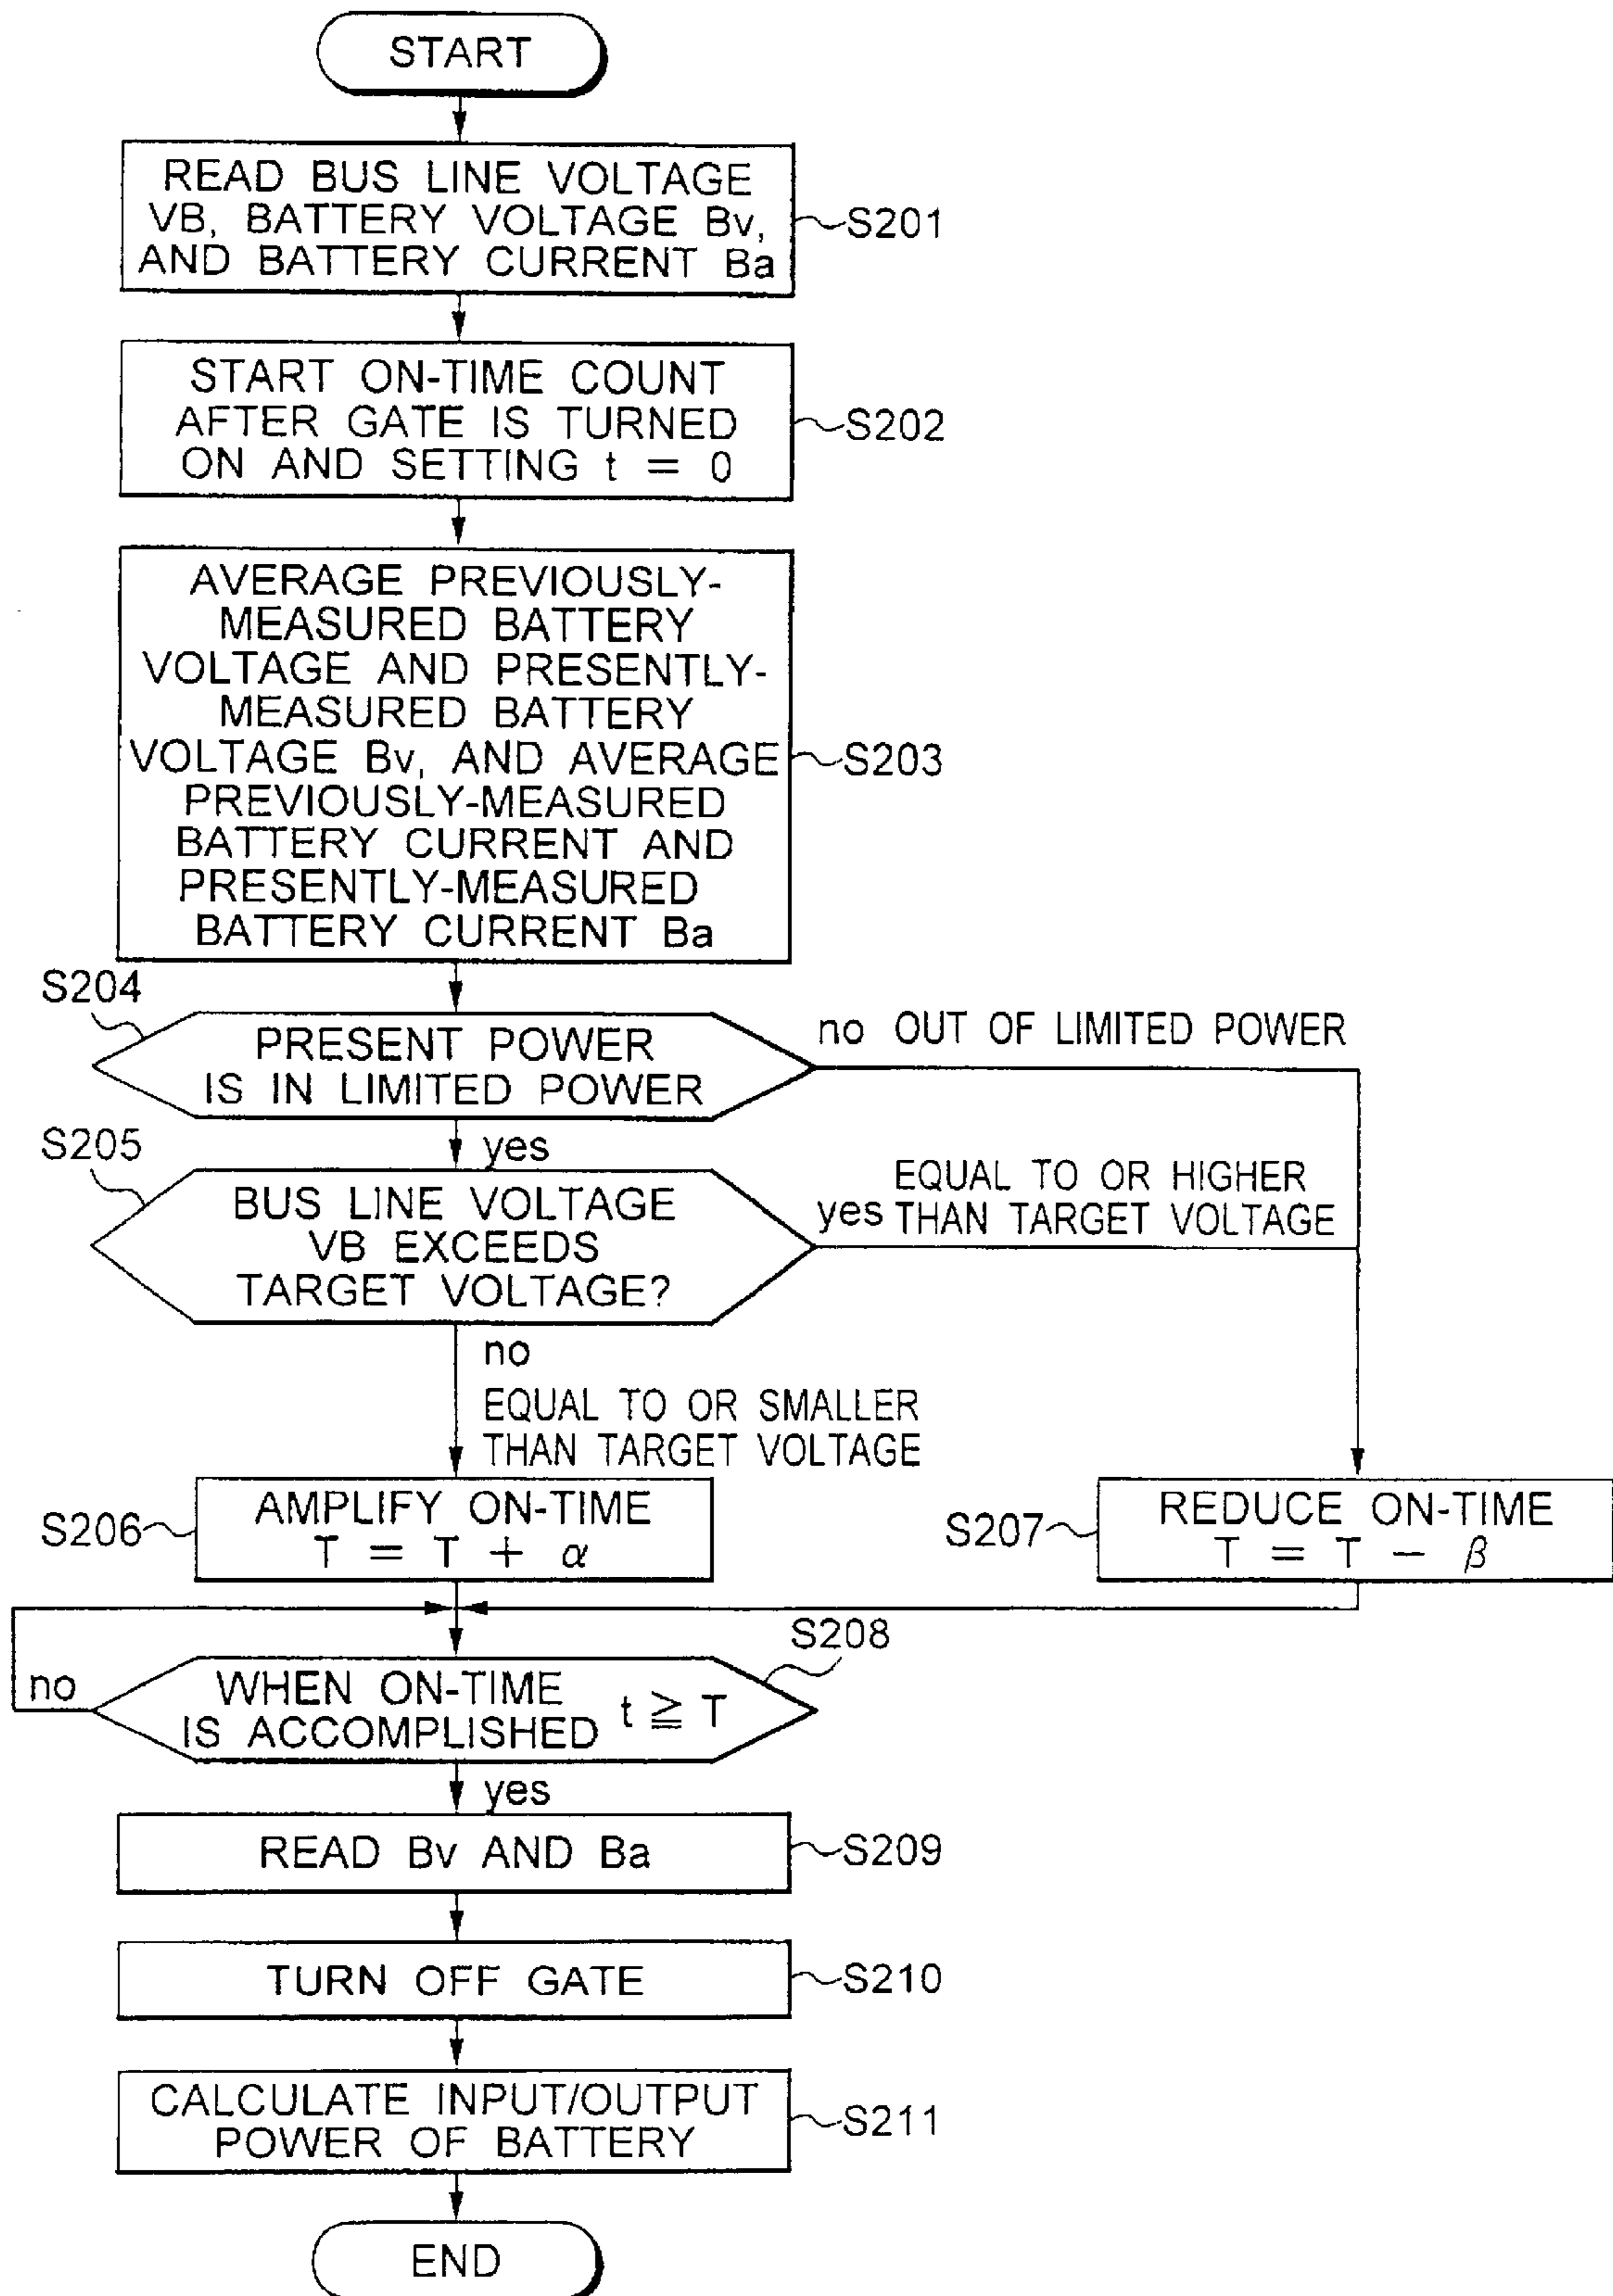 START
READ BUS LINE VOLTAGE
VB, BATTERY VOLTAGE Bv,
AND BATTERY CURRENT Ba
S201
START ON-TIME COUNT
AFTER GATE IS TURNED
ON AND SETTING t = 0
S202
AVERAGE PREVIOUSLY-
MEASURED BATTERY
VOLTAGE AND PRESENTLY-
MEASURED BATTERY
VOLTAGE Bv, AND AVERAGE
PREVIOUSLY-MEASURED
BATTERY CURRENT AND
PRESENTLY-MEASURED
BATTERY CURRENT Ba
S203
S204
PRESENT POWER
IS IN LIMITED POWER
no OUT OF LIMITED POWER
yes
S205
BUS LINE VOLTAGE
VB EXCEEDS
TARGET VOLTAGE?
EQUAL TO OR HIGHER
yes THAN TARGET VOLTAGE
no
EQUAL TO OR SMALLER
THAN TARGET VOLTAGE
S206
AMPLIFY ON-TIME
T = T + α
S207
REDUCE ON-TIME
T = T − β
S208
no
WHEN ON-TIME
IS ACCOMPLISHED t ≧ T
yes
READ Bv AND Ba
S209
TURN OFF GATE
S210
CALCULATE INPUT/OUTPUT
POWER OF BATTERY
S211
END